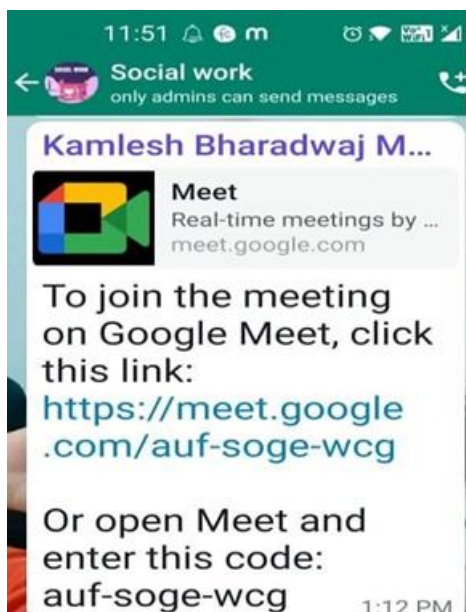 11:51
Social work
only admins can send messages
Kamlesh Bharadwaj M...
Meet
Real-time meetings by ...
meet.google.com
To join the meeting
on Google Meet, click
this link:
https://meet.google
.com/auf-soge-wcg
Or open Meet and
enter this code:
auf-soge-wcg
1:12 PM